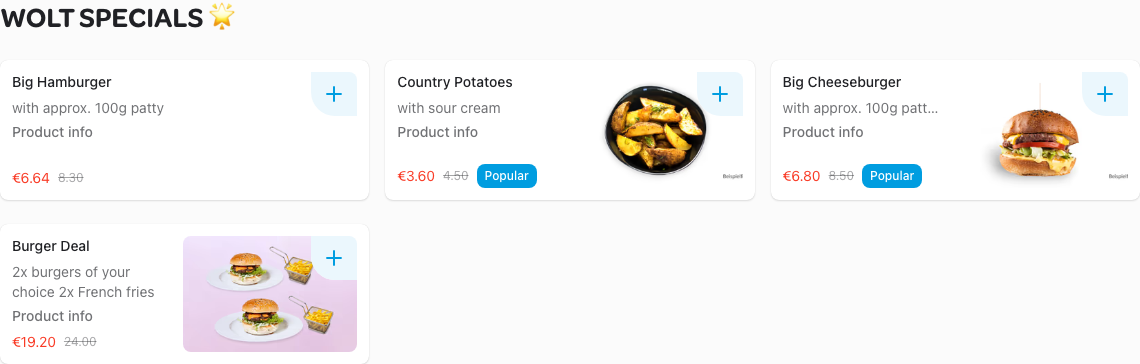 WOLT SPECIALS 🌟
Big Hamburger
with approx. 100g patty
Product info
€6.64 8.30
Country Potatoes
with sour cream
Product info
€3.60 4.50 Popular
Big Cheeseburger
with approx. 100g patt...
Product info
€6.80 8.50 Popular
Burger Deal
2x burgers of your
choice 2x French fries
Product info
€19.20 24.00